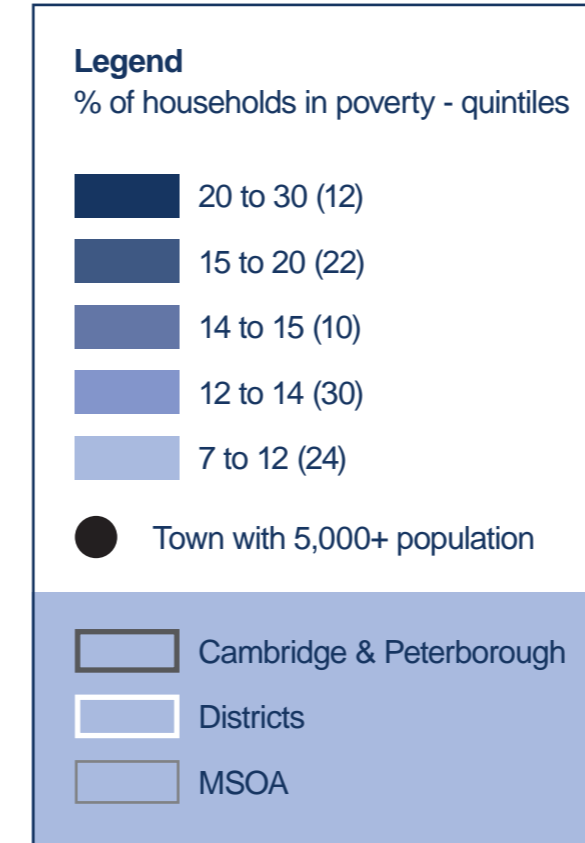 Legend
% of households in poverty - quintiles
20 to 30 (12)
15 to 20 (22)
14 to 15 (10)
12 to 14 (30)
7 to 12 (24)
Town with 5,000+ population
Cambridge & Peterborough
Districts
MSOA